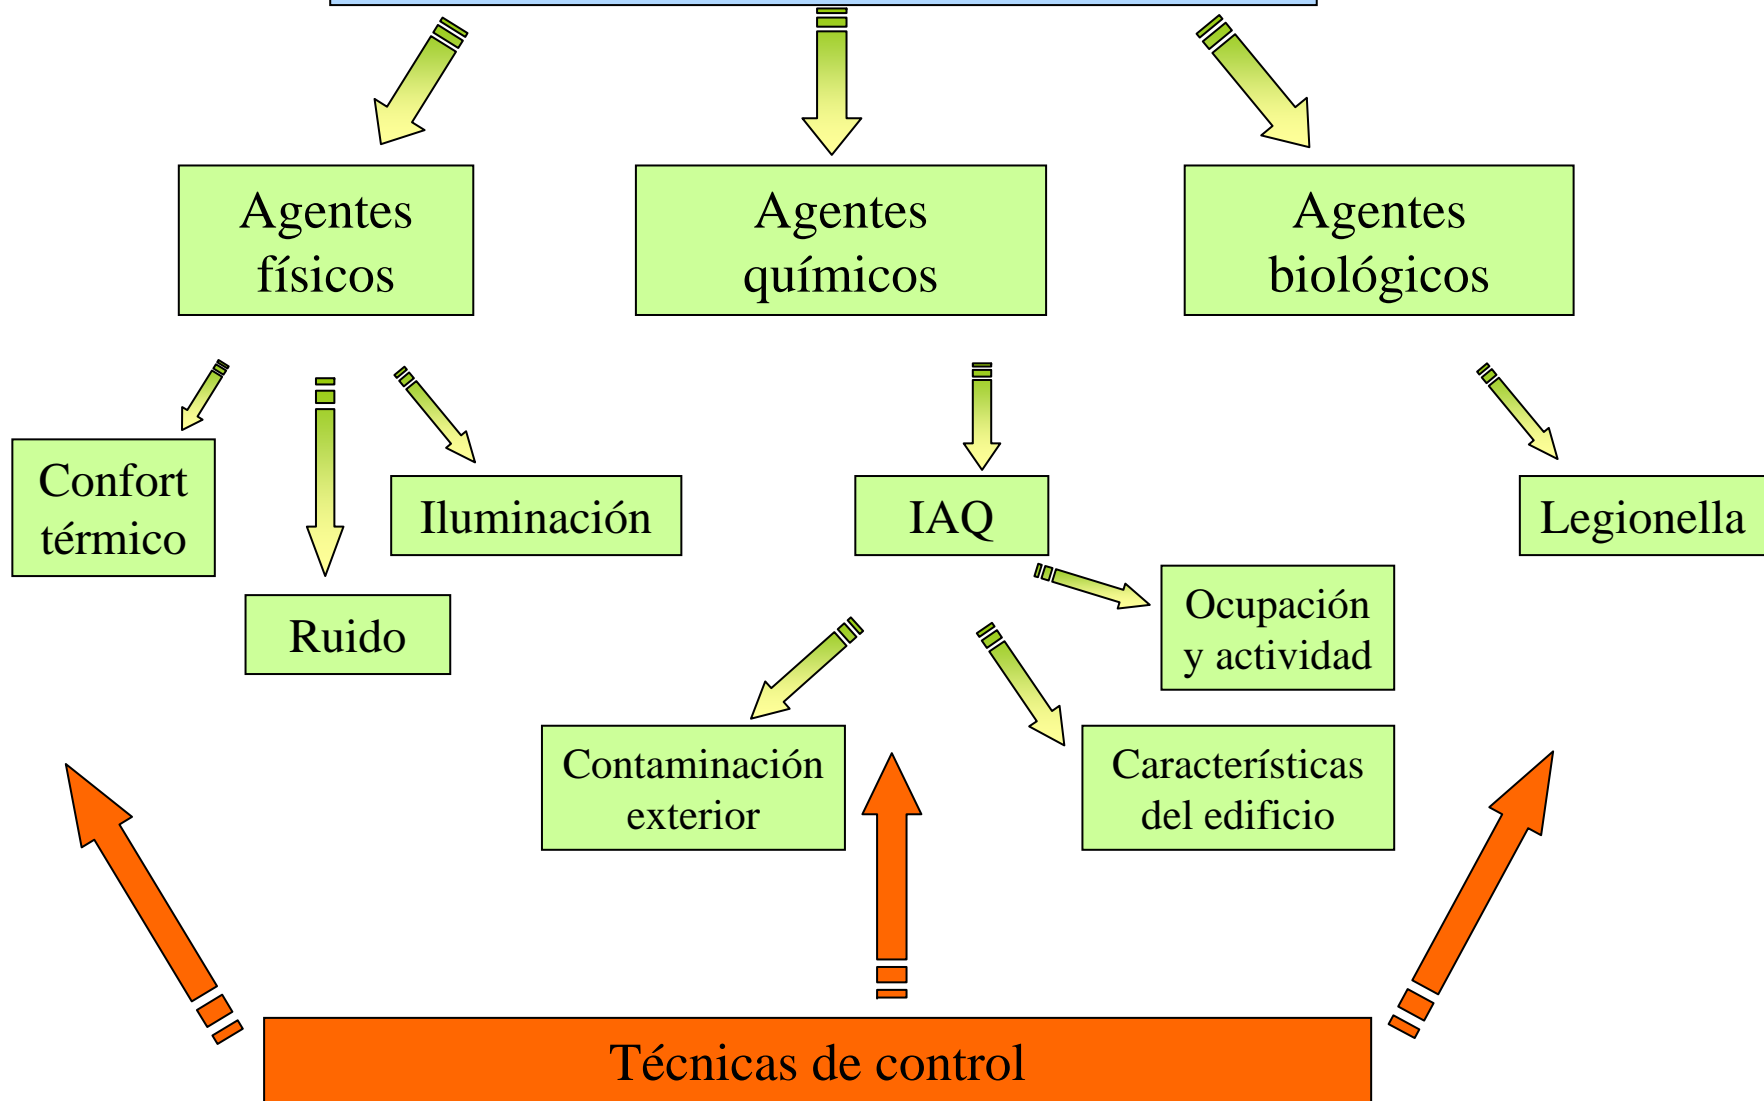 Agentes
físicos
Agentes
químicos
Agentes
biológicos
Confort
térmico
Iluminación
IAQ
Legionella
Ruido
Ocupación
y actividad
Contaminación
exterior
Características
del edificio
Técnicas de control